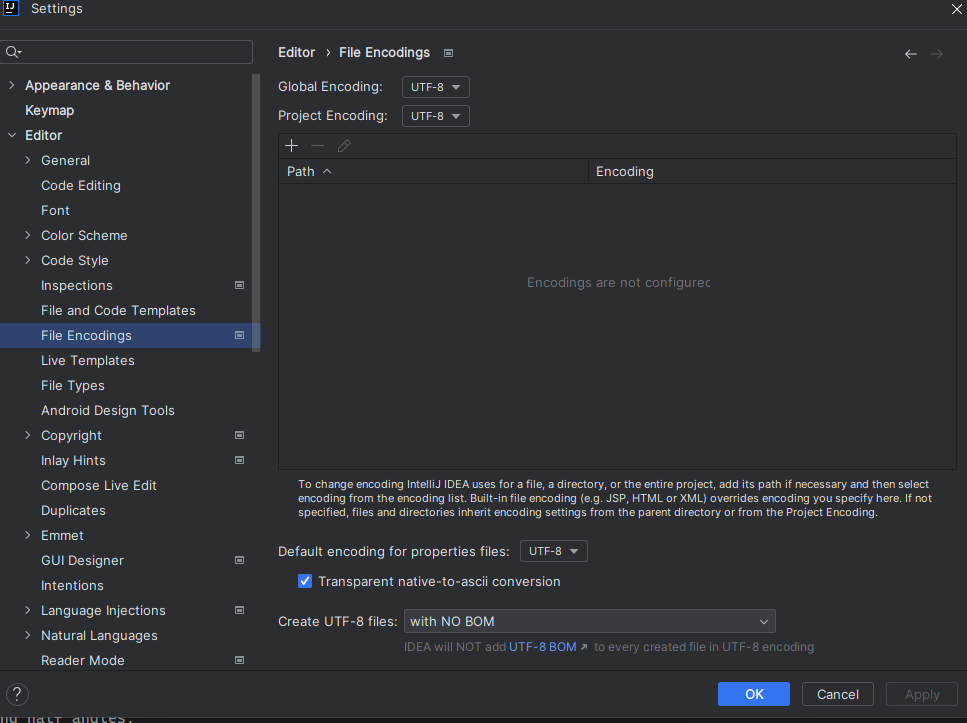 Settings
Appearance & Behavior
Keymap
Editor
General
Code Editing
Font
Color Scheme
Code Style
Inspections
File and Code Templates
File Encodings
Live Templates
File Types
Android Design Tools
Copyright
Inlay Hints
Compose Live Edit
Duplicates
Emmet
GUI Designer
Intentions
Language Injections
Natural Languages
Reader Mode
Editor › File Encodings
Global Encoding: UTF-8
Project Encoding: UTF-8
Path Encoding
Encodings are not configured
To change encoding IntelliJ IDEA uses for a file, a directory, or the entire project, add its path if necessary and then select
encoding from the encoding list. Built-in file encoding (e.g. JSP, HTML or XML) overrides encoding you specify here. If not
specified, files and directories inherit encoding settings from the parent directory or from the Project Encoding.
Default encoding for properties files: UTF-8
Transparent native-to-ascii conversion
Create UTF-8 files: with NO BOM
IDEA will NOT add UTF-8 BOM ↗ to every created file in UTF-8 encoding
?
OK Cancel Apply